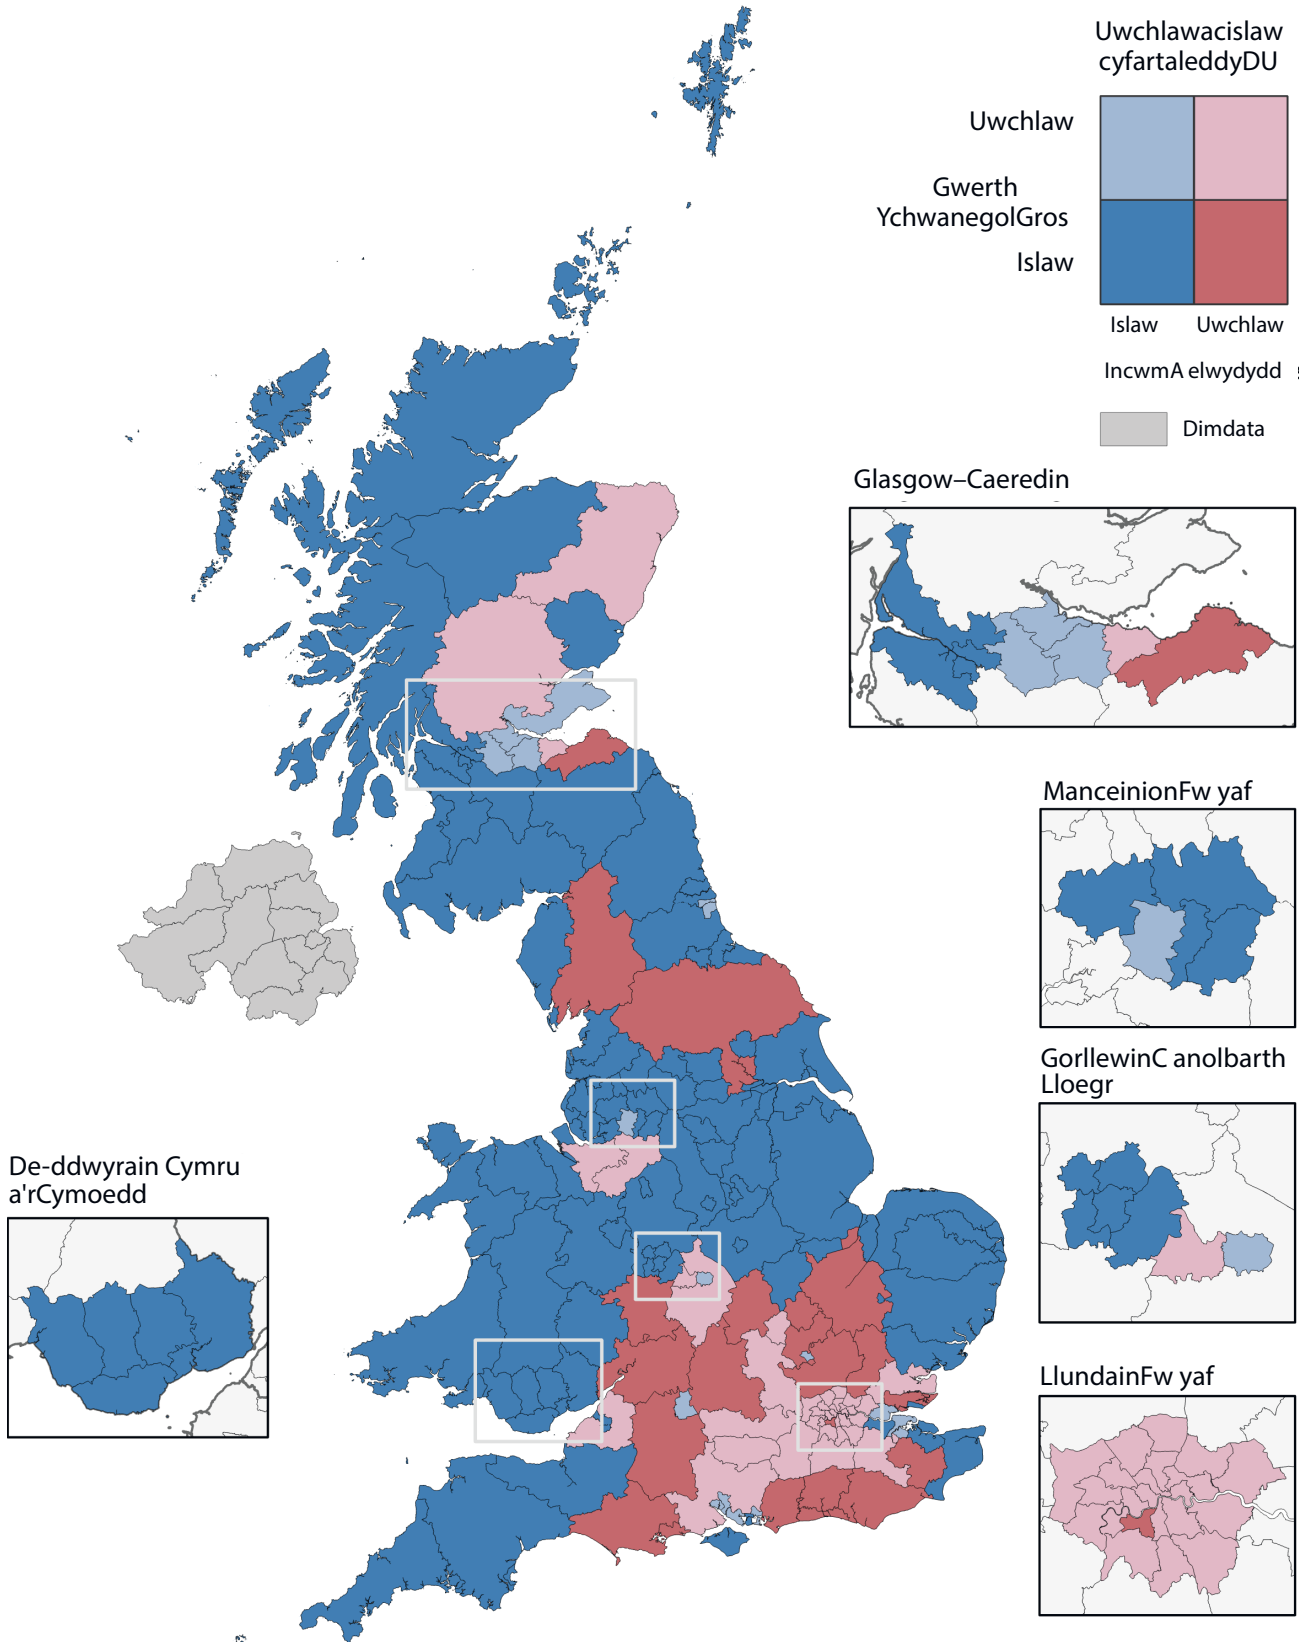 Uwchlawacislaw
cyfartaleddyDU
Uwchlaw
Gwerth
YchwanegolGros
Islaw
Islaw Uwchlaw
IncwmA elwydydd
Dimdata
Glasgow–Caeredin
ManceinionFw yaf
GorllewinC anolbarth
Lloegr
De-ddwyrain Cymru
a'rCymoedd
LlundainFw yaf